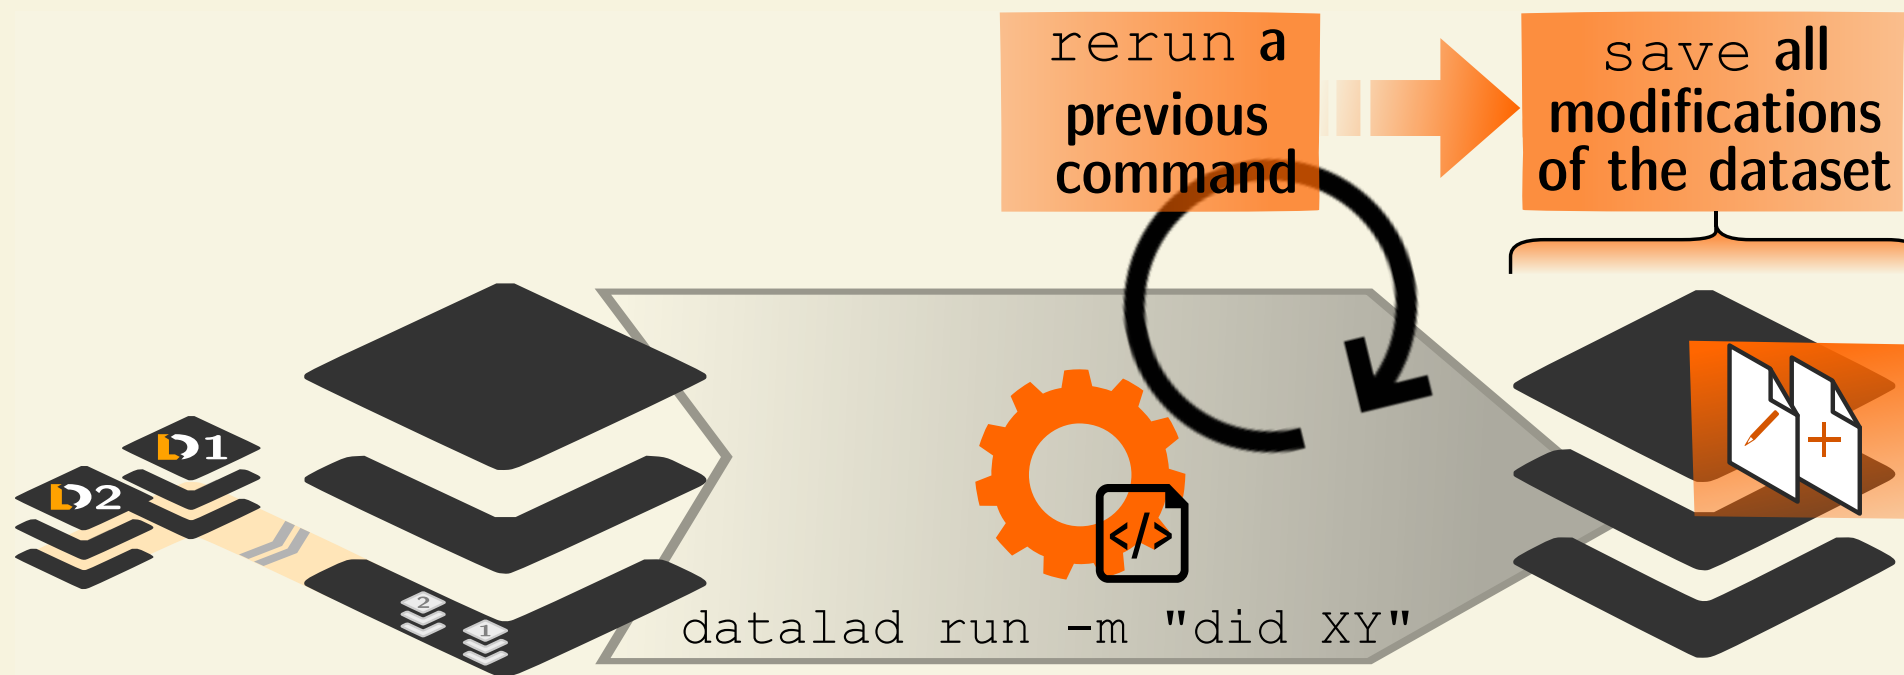 rerun a
previous
command
save all
modifications
of the dataset
D1
D2
2
1
</>
datalad run -m "did XY"